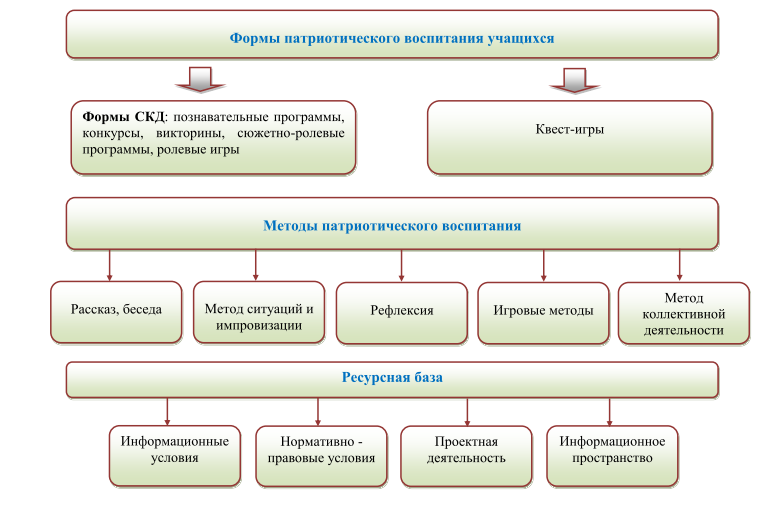 Формы патриотического воспитания учащихся
Формы СКД: познавательные программы,
конкурсы, викторины, сюжетно-ролевые
программы, ролевые игры
Квест-игры
Методы патриотического воспитания
Рассказ, беседа
Метод ситуаций и
импровизации
Рефлексия
Игровые методы
Метод
коллективной
деятельности
Ресурсная база
Информационные
условия
Нормативно -
правовые условия
Проектная
деятельность
Информационное
пространство